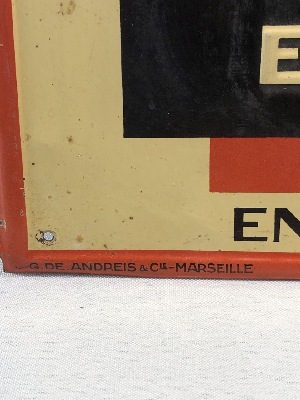 E
EN
G. DE ANDREIS & CIE - MARSEILLE